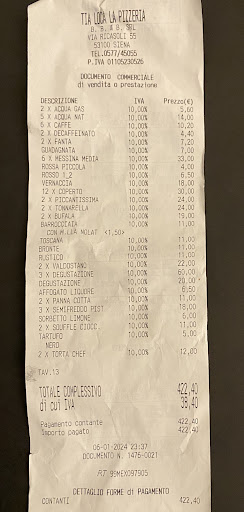 TIA LOCA LA PIZZERIA
B. & B. SRL
VIA RICASOLI 55
53100 SIENA
TEL.0577/45055
P.IVA 01105230526
DOCUMENTO COMMERCIALE
di vendita o prestazione
DESCRIZIONE IVA Prezzo(€)
2 X ACQUA GAS 10,00% 5,60
5 X ACQUA NAT 10,00% 14,00
6 X CAFFE' 10,00% 10,20
2 X DECAFFEINATO 10,00% 4,40
2 X FANTA 10,00% 7,20
GUADAGNATA 10,00% 7,00
6 X MESSINA MEDIA 10,00% 33,00
ROSSA PICCOLA 10,00% 4,00
ROSSO 1_2 10,00% 6,50
VERNACCIA 10,00% 18,00
12 X COPERTO 10,00% 30,00
2 X PICCANTISSIMA 10,00% 24,00
2 X TONNARELLA 10,00% 24,00
2 X BUFALA 10,00% 19,00
BARROCCIAIA 10,00% 11,00
CON M.LLA NOLAT <1,50>
TOSCANA 10,00% 11,00
BRONTE 10,00% 11,00
RUSTICO 10,00% 11,00
2 X VALDOSTANO 10,00% 22,00
3 X DEGUSTAZIONE 10,00% 60,00
DEGUSTAZIONE 10,00% 20,00
AFFOGATO LIQUORE 10,00% 6,50
2 X PANNA COTTA 10,00% 11,00
3 X SEMIFREDDO PIST 10,00% 18,00
SORBETTO LIMONE 10,00% 5,00
2 X SOUFFLE CIOCC 10,00% 11,00
TARTUFO 10,00% 5,00
NERO
2 X TORTA CHEF 10,00% 12,00
TAV.13
TOTALE COMPLESSIVO 422,40
di cui IVA 38,40
Pagamento contante 422,40
Importo pagato 422,40
06-01-2024 23:37
DOCUMENTO N. 1476-0021
RT 99MEX097905
DETTAGLIO FORME di PAGAMENTO
CONTANTI 422,40